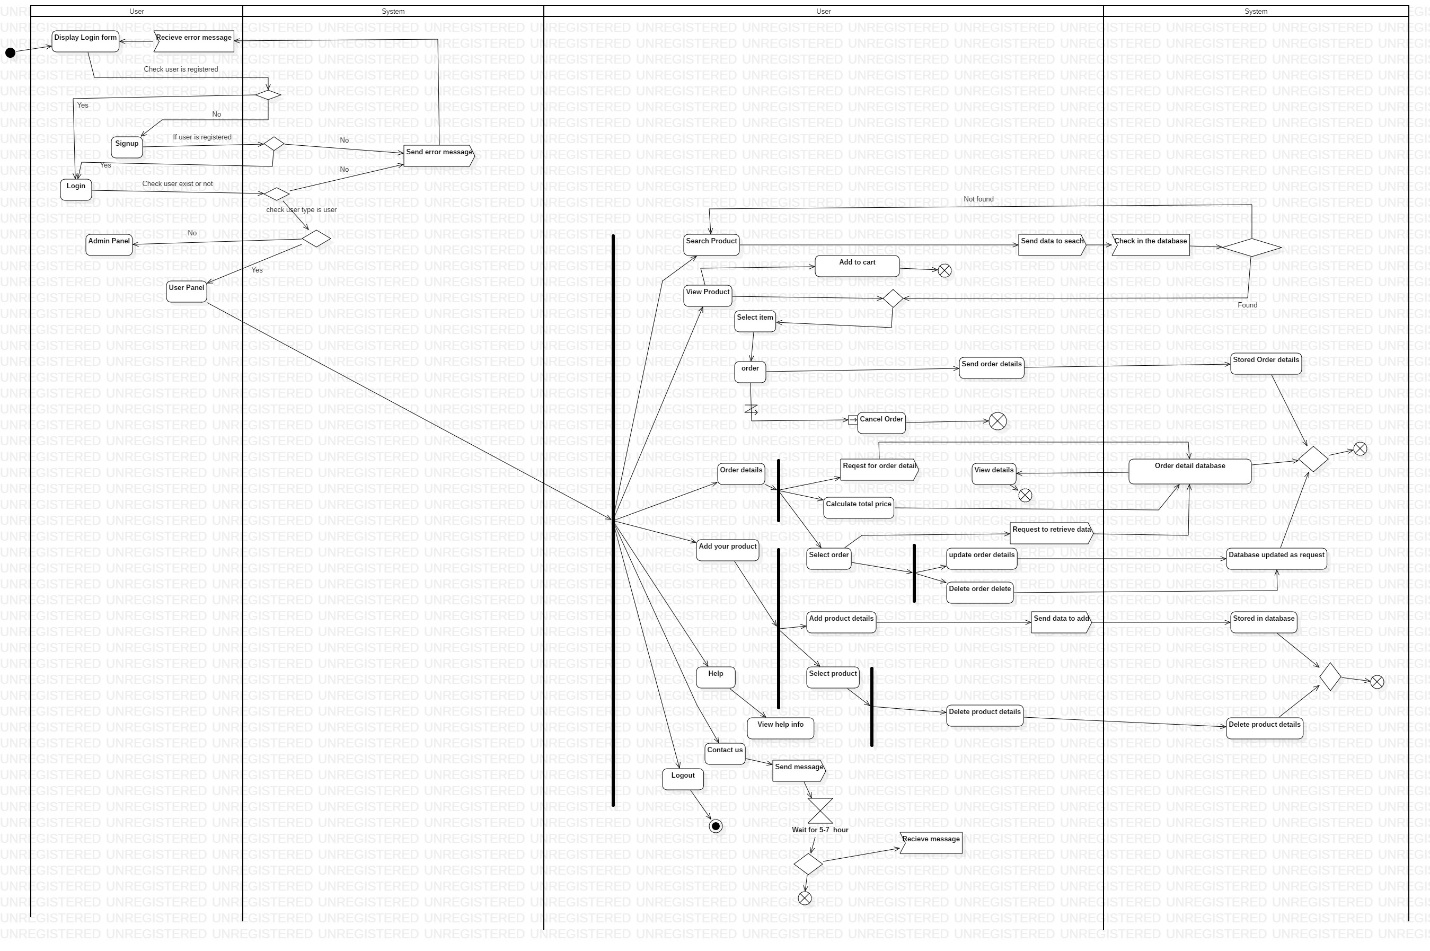 User
System
User
System
Display Login form
Recieve error message
Check user is registered
Yes
No
Signup
If user is registered
No
Send error message
Yes
No
Login
Check user exist or not
check user type is user
Admin Panel
No
Yes
User Panel
Not found
Search Product
Send data to seach
Check in the database
Add to cart
View Product
Found
Select item
order
Send order details
Stored Order details
Cancel Order
Order details
Reqest for order detail
View details
Order detail database
Calculate total price
Request to retrieve data
Add your product
Select order
update order details
Database updated as request
Delete order delete
Add product details
Send data to add
Stored in database
Help
Select product
Delete product details
View help info
Delete product details
Contact us
Logout
Send message
Wait for 5-7 hour
Recieve message
UNREGISTERED